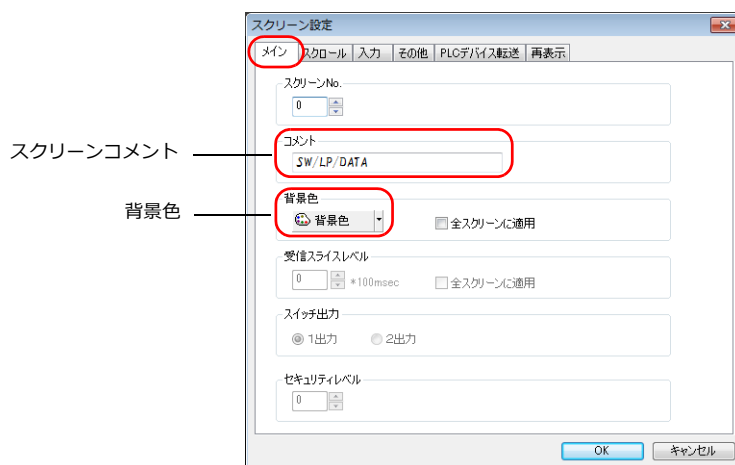 スクリーン設定
メイン スクロール 入力 その他 PLCデバイス転送 再表示
スクリーンNo.
0
スクリーンコメント
コメント
SW/LP/DATA
背景色
背景色
背景色 全スクリーンに適用
受信スライスレベル
0 *100msec 全スクリーンに適用
スイッチ出力
1出力 2出力
セキュリティレベル
0
OK キャンセル